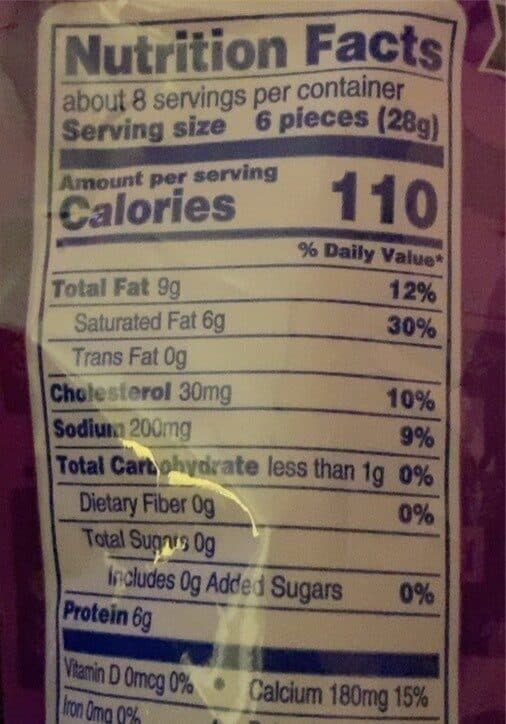 Nutrition Facts
about 8 servings per container
Serving size 6 pieces (28g)
Amount per serving
Calories 110
% Daily Value*
Total Fat 9g 12%
Saturated Fat 6g 30%
Trans Fat 0g
Cholesterol 30mg 10%
Sodium 200mg 9%
Total Carbohydrate less than 1g 0%
Dietary Fiber 0g 0%
Total Sugars 0g
Includes 0g Added Sugars 0%
Protein 6g
Vitamin D 0mcg 0% • Calcium 180mg 15%
Iron 0mg 0%